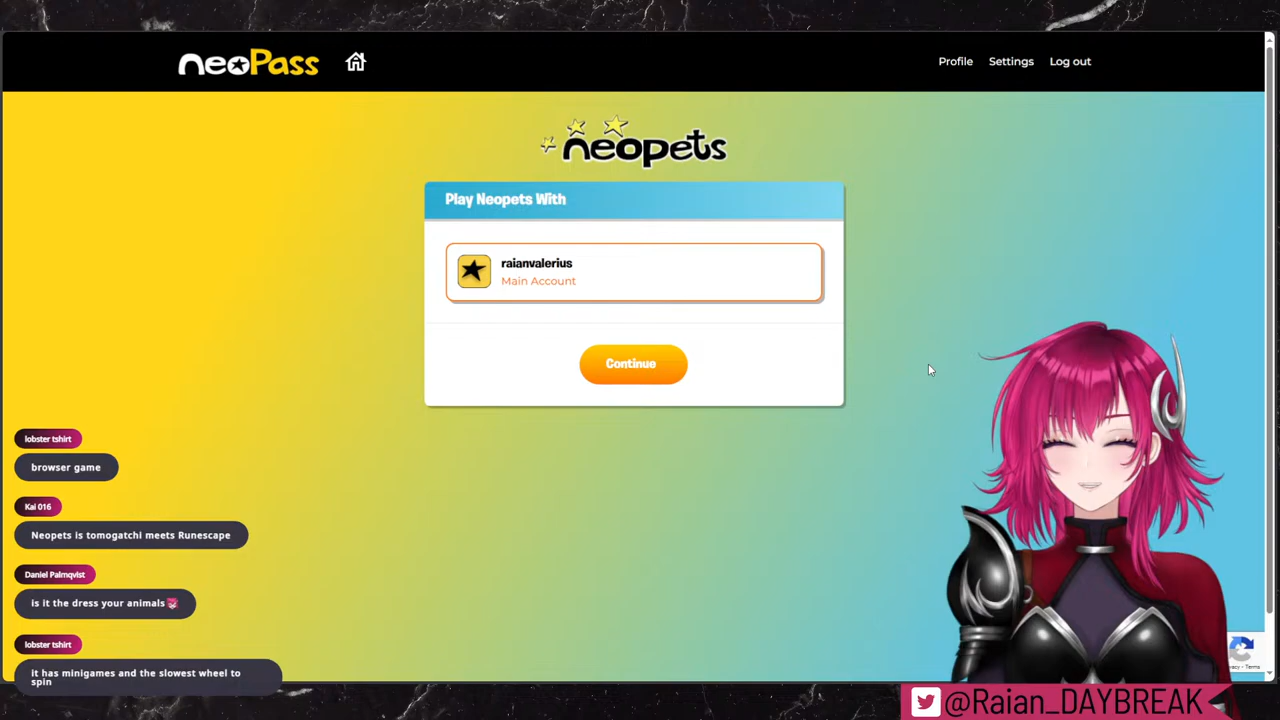 neoPass
Profile Settings Log out
neopets
Play Neopets With
raianvalerius
Main Account
Continue
lobster tshirt
browser game
Kai 016
Neopets is tomogatchi meets Runescape
Daniel Palmqvist
is it the dress your animals
lobster tshirt
It has minigames and the slowest wheel to
spin
Terms
@Raian_DAYBREAK